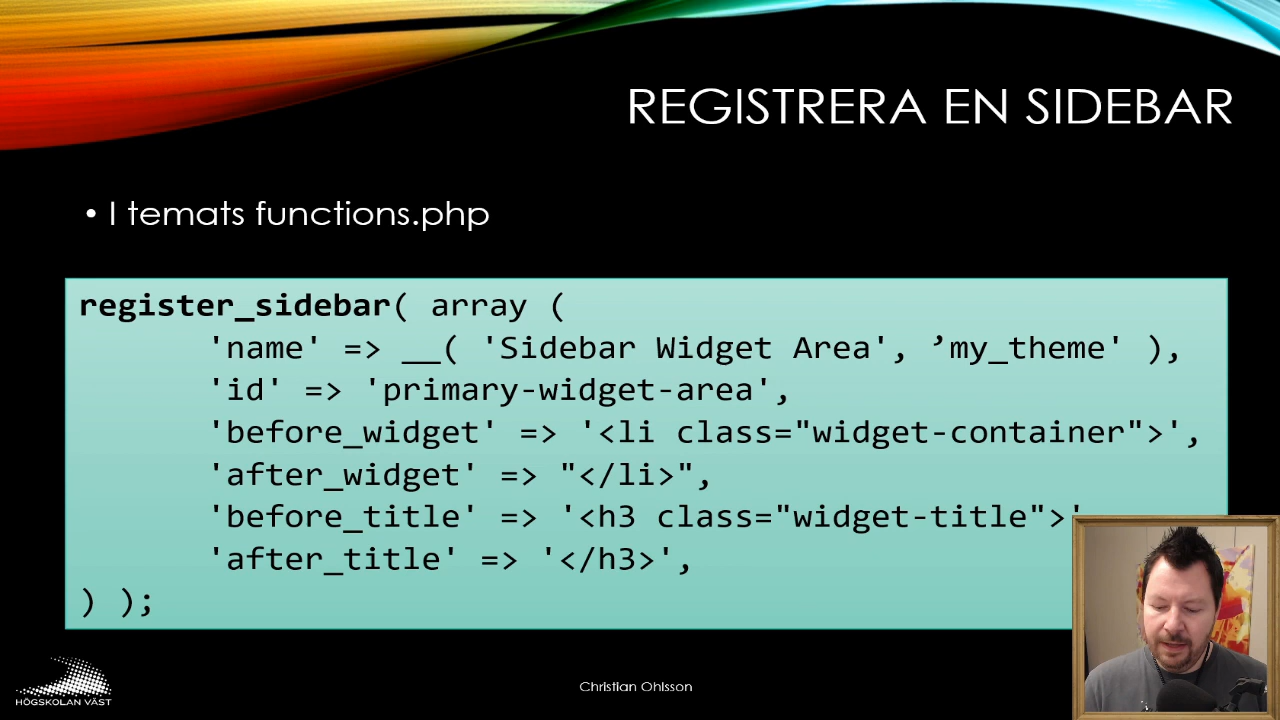 REGISTRERA EN SIDEBAR
• I temats functions.php
register_sidebar( array (
'name' => __( 'Sidebar Widget Area', ’my_theme' ),
'id' => 'primary-widget-area',
'before_widget' => '<li class="widget-container">',
'after_widget' => "</li>",
'before_title' => '<h3 class="widget-title">'
'after_title' => '</h3>',
) );
HÖGSKOLAN VÄST
Christian Ohlsson